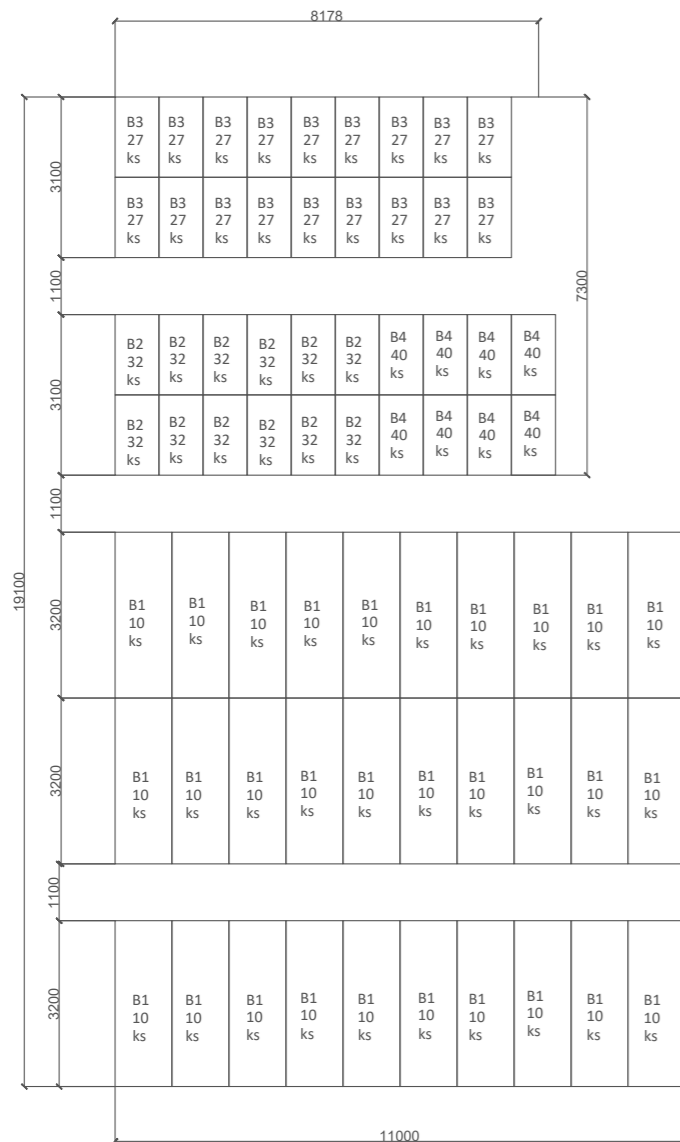 8178
B3 B3 B3 B3 B3 B3 B3 B3 B3
27 27 27 27 27 27 27 27 27
ks ks ks ks ks ks ks ks ks
3100
B3 B3 B3 B3 B3 B3 B3 B3 B3
27 27 27 27 27 27 27 27 27
ks ks ks ks ks ks ks ks ks
1100
7300
B2 B2 B2 B2 B2 B2 B4 B4 B4 B4
32 32 32 32 32 32 40 40 40 40
ks ks ks ks ks ks ks ks ks ks
3100
B2 B2 B2 B2 B2 B2 B4 B4 B4 B4
32 32 32 32 32 32 40 40 40 40
ks ks ks ks ks ks ks ks ks ks
1100
19100
3200
B1 B1 B1 B1 B1 B1 B1 B1 B1 B1
10 10 10 10 10 10 10 10 10 10
ks ks ks ks ks ks ks ks ks ks
3200
B1 B1 B1 B1 B1 B1 B1 B1 B1 B1
10 10 10 10 10 10 10 10 10 10
ks ks ks ks ks ks ks ks ks ks
1100
3200
B1 B1 B1 B1 B1 B1 B1 B1 B1 B1
10 10 10 10 10 10 10 10 10 10
ks ks ks ks ks ks ks ks ks ks
11000